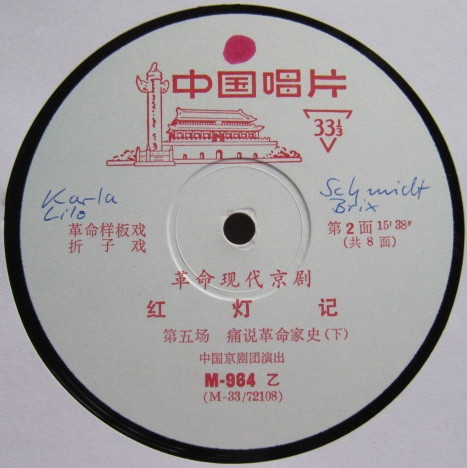 中国唱片
33⅓
Karla
Lilo
Schmidt
Brix
革命样板戏
折子戏
第2面 15′38″
(共8面)
革命现代京剧
红灯记
第五场 痛说革命家史(下)
中国京剧团演出
M-964 乙
(M-33/72108)